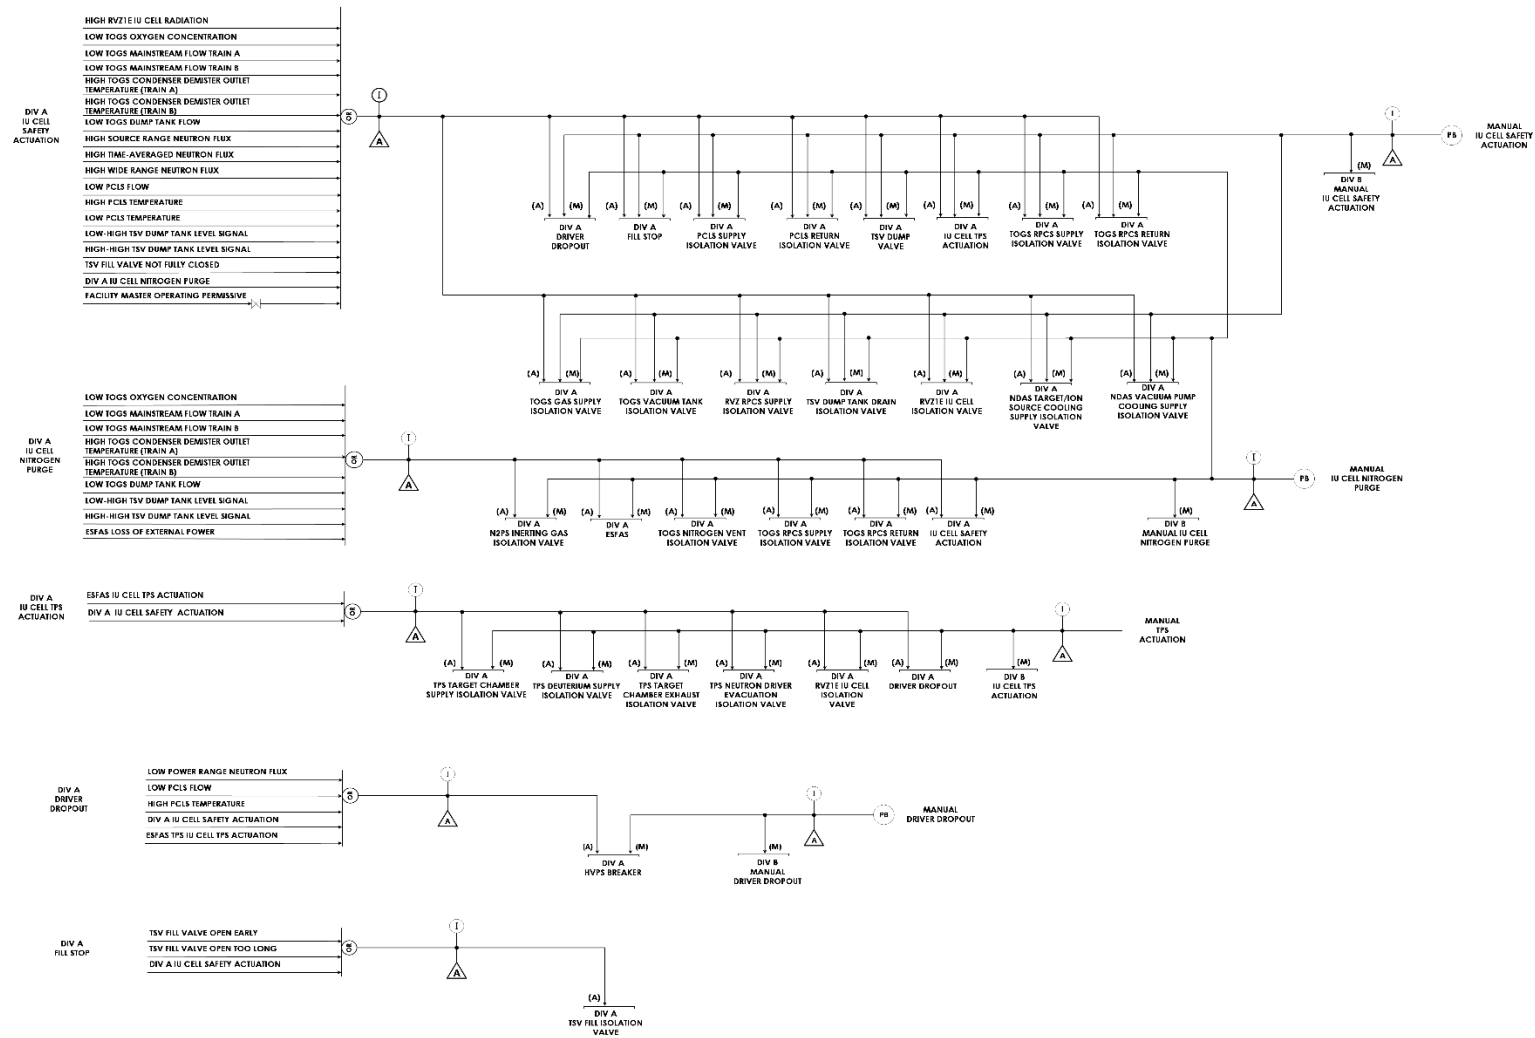 DIV A
IU CELL
SAFETY
ACTUATION
HIGH RVZ1E IU CELL RADIATION
LOW TOGS OXYGEN CONCENTRATION
LOW TOGS MAINSTREAM FLOW TRAIN A
LOW TOGS MAINSTREAM FLOW TRAIN B
HIGH TOGS CONDENSER DEMISTER OUTLET
TEMPERATURE (TRAIN A)
HIGH TOGS CONDENSER DEMISTER OUTLET
TEMPERATURE (TRAIN B)
LOW TOGS DUMP TANK FLOW
HIGH SOURCE RANGE NEUTRON FLUX
HIGH TIME-AVERAGED NEUTRON FLUX
HIGH WIDE RANGE NEUTRON FLUX
LOW PCLS FLOW
HIGH PCLS TEMPERATURE
LOW PCLS TEMPERATURE
LOW-HIGH TSV DUMP TANK LEVEL SIGNAL
HIGH-HIGH TSV DUMP TANK LEVEL SIGNAL
TSV FILL VALVE NOT FULLY CLOSED
DIV A IU CELL NITROGEN PURGE
FACILITY MASTER OPERATING PERMISSIVE
OR
I
A
I
A
PB
MANUAL
IU CELL SAFETY
ACTUATION
(M)
DIV B
MANUAL
IU CELL SAFETY
ACTUATION
(A) (M)
DIV A
DRIVER
DROPOUT
(A) (M)
DIV A
FILL STOP
(A) (M)
DIV A
PCLS SUPPLY
ISOLATION VALVE
(A) (M)
DIV A
PCLS RETURN
ISOLATION VALVE
(A) (M)
DIV A
TSV DUMP
VALVE
(A) (M)
DIV A
IU CELL TPS
ACTUATION
(A) (M)
DIV A
TOGS RPCS SUPPLY
ISOLATION VALVE
(A) (M)
DIV A
TOGS RPCS RETURN
ISOLATION VALVE
(A) (M)
DIV A
TOGS GAS SUPPLY
ISOLATION VALVE
(A) (M)
DIV A
TOGS VACUUM TANK
ISOLATION VALVE
(A) (M)
DIV A
RVZ RPCS SUPPLY
ISOLATION VALVE
(A) (M)
DIV A
TSV DUMP TANK DRAIN
ISOLATION VALVE
(A) (M)
DIV A
RVZ1E IU CELL
ISOLATION VALVE
(A) (M)
DIV A
NDAS TARGET/ION
SOURCE COOLING
SUPPLY ISOLATION
VALVE
(A) (M)
DIV A
NDAS VACUUM PUMP
COOLING SUPPLY
ISOLATION VALVE
DIV A
IU CELL
NITROGEN
PURGE
LOW TOGS OXYGEN CONCENTRATION
LOW TOGS MAINSTREAM FLOW TRAIN A
LOW TOGS MAINSTREAM FLOW TRAIN B
HIGH TOGS CONDENSER DEMISTER OUTLET
TEMPERATURE (TRAIN A)
HIGH TOGS CONDENSER DEMISTER OUTLET
TEMPERATURE (TRAIN B)
LOW TOGS DUMP TANK FLOW
LOW-HIGH TSV DUMP TANK LEVEL SIGNAL
HIGH-HIGH TSV DUMP TANK LEVEL SIGNAL
ESFAS LOSS OF EXTERNAL POWER
OR
I
A
(A) (M)
DIV A
N2PS INERTING GAS
ISOLATION VALVE
(A) (M)
DIV A
ESFAS
(A) (M)
DIV A
TOGS NITROGEN VENT
ISOLATION VALVE
(A) (M)
DIV A
TOGS RPCS SUPPLY
ISOLATION VALVE
(A) (M)
DIV A
TOGS RPCS RETURN
ISOLATION VALVE
(A) (M)
DIV A
IU CELL SAFETY
ACTUATION
(M)
DIV B
MANUAL IU CELL
NITROGEN PURGE
I
A
PB
MANUAL
IU CELL NITROGEN
PURGE
DIV A
IU CELL TPS
ACTUATION
ESFAS IU CELL TPS ACTUATION
DIV A IU CELL SAFETY ACTUATION
OR
I
A
(A) (M)
DIV A
TPS TARGET CHAMBER
SUPPLY ISOLATION VALVE
(A) (M)
DIV A
TPS DEUTERIUM SUPPLY
ISOLATION VALVE
(A) (M)
DIV A
TPS TARGET
CHAMBER EXHAUST
ISOLATION VALVE
(A) (M)
DIV A
TPS NEUTRON DRIVER
EVACUATION
ISOLATION VALVE
(A) (M)
DIV A
RVZ1E IU CELL
ISOLATION
VALVE
(A) (M)
DIV A
DRIVER DROPOUT
(M)
DIV B
IU CELL TPS
ACTUATION
I
A
MANUAL
TPS
ACTUATION
DIV A
DRIVER
DROPOUT
LOW POWER RANGE NEUTRON FLUX
LOW PCLS FLOW
HIGH PCLS TEMPERATURE
DIV A IU CELL SAFETY ACTUATION
ESFAS TPS IU CELL TPS ACTUATION
OR
I
A
(A) (M)
DIV A
HVPS BREAKER
(M)
DIV B
MANUAL
DRIVER DROPOUT
I
A
PB
MANUAL
DRIVER DROPOUT
DIV A
FILL STOP
TSV FILL VALVE OPEN EARLY
TSV FILL VALVE OPEN TOO LONG
DIV A IU CELL SAFETY ACTUATION
OR
I
A
(A)
DIV A
TSV FILL ISOLATION
VALVE